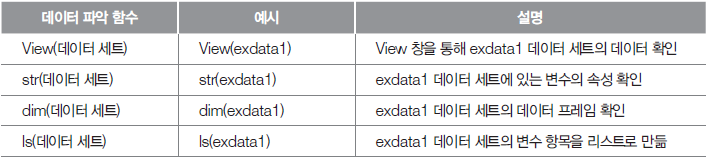 데이터 파악 함수 예시 설명
View(데이터 세트) View(exdata1) View 창을 통해 exdata1 데이터 세트의 데이터 확인
str(데이터 세트) str(exdata1) exdata1 데이터 세트에 있는 변수의 속성 확인
dim(데이터 세트) dim(exdata1) exdata1 데이터 세트의 데이터 프레임 확인
ls(데이터 세트) ls(exdata1) exdata1 데이터 세트의 변수 항목을 리스트로 만듦